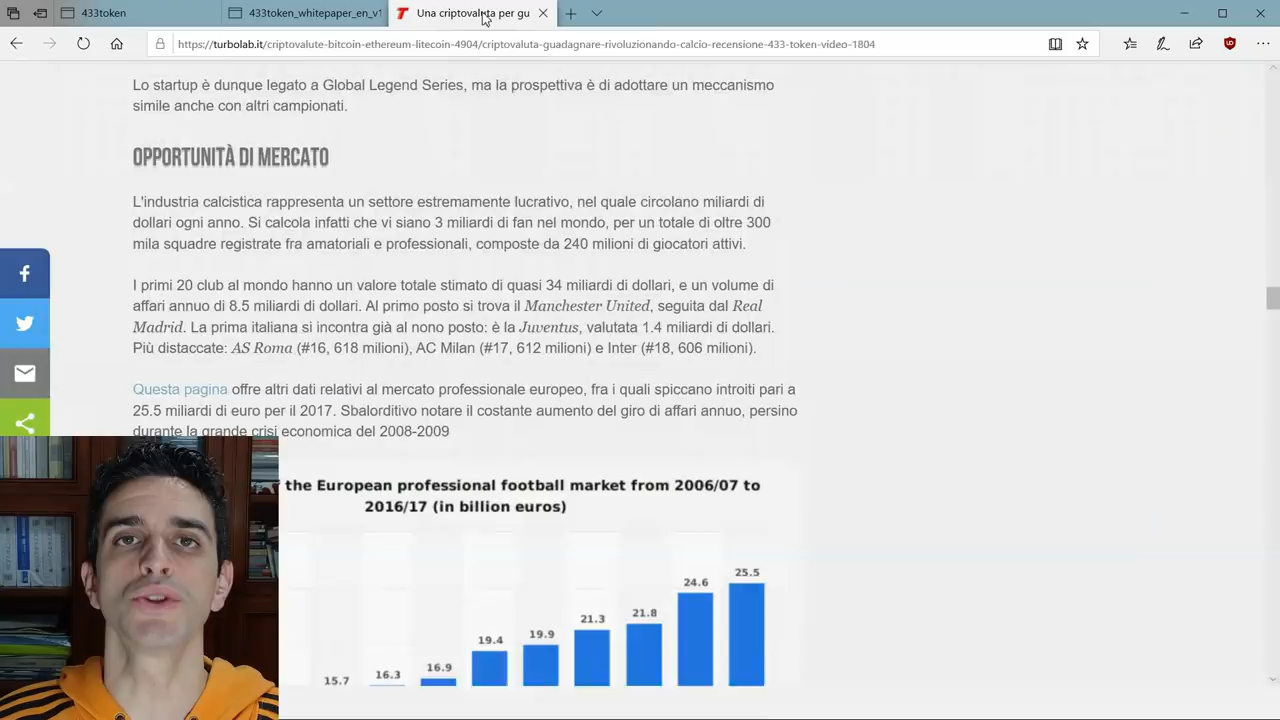 433token
433token_whitepaper_en_v1
Una criptovaluta per gu
https://turbolab.it/criptovalute-bitcoin-ethereum-litecoin-4904/criptovaluta-guadagnare-rivoluzionando-calcio-recensione-433-token-video-1804
Lo startup è dunque legato a Global Legend Series, ma la prospettiva è di adottare un meccanismo
simile anche con altri campionati.
OPPORTUNITÀ DI MERCATO
L'industria calcistica rappresenta un settore estremamente lucrativo, nel quale circolano miliardi di
dollari ogni anno. Si calcola infatti che vi siano 3 miliardi di fan nel mondo, per un totale di oltre 300
mila squadre registrate fra amatoriali e professionali, composte da 240 milioni di giocatori attivi.
I primi 20 club al mondo hanno un valore totale stimato di quasi 34 miliardi di dollari, e un volume di
affari annuo di 8.5 miliardi di dollari. Al primo posto si trova il Manchester United, seguita dal Real
Madrid. La prima italiana si incontra già al nono posto: è la Juventus, valutata 1.4 miliardi di dollari.
Più distaccate: AS Roma (#16, 618 milioni), AC Milan (#17, 612 milioni) e Inter (#18, 606 milioni).
Questa pagina offre altri dati relativi al mercato professionale europeo, fra i quali spiccano introiti pari a
25.5 miliardi di euro per il 2017. Sbalorditivo notare il costante aumento del giro di affari annuo, persino
durante la grande crisi economica del 2008-2009
the European professional football market from 2006/07 to
2016/17 (in billion euros)
15.7 16.3 16.9 19.4 19.9 21.3 21.8 24.6 25.5